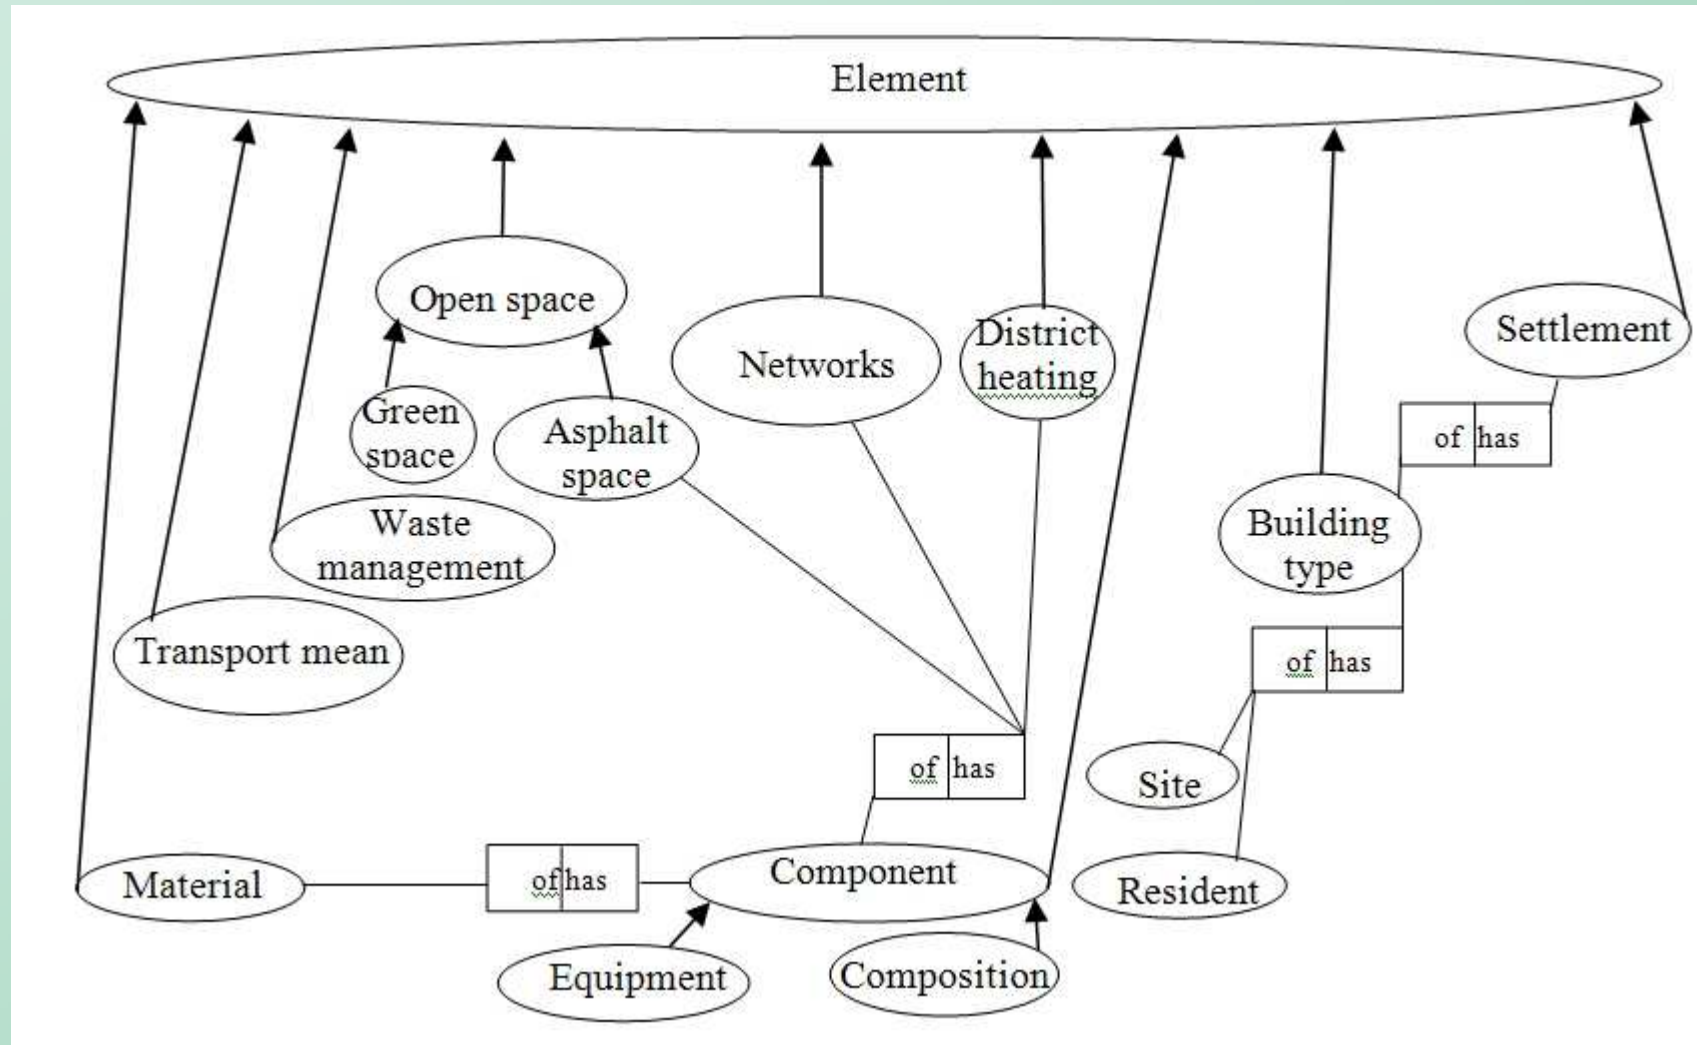 Element
Open space
Networks
District
heating
Settlement
Green
space
Asphalt
space
of has
Waste
management
Building
type
Transport mean
of has
of has
Site
Material
of has
Component
Resident
Equipment
Composition